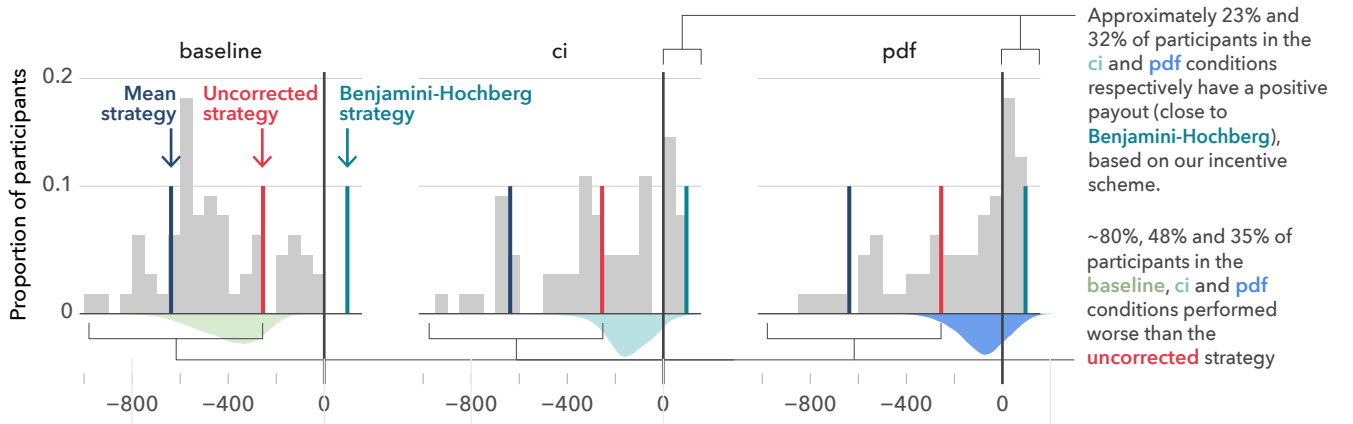 Proportion of participants
baseline
ci
pdf
0.2
0.1
0
Mean
strategy
Uncorrected
strategy
Benjamini-Hochberg
strategy
−800
−400
0
−800
−400
0
−800
−400
0
Approximately 23% and
32% of participants in the
ci and pdf conditions
respectively have a positive
payout (close to
Benjamini-Hochberg),
based on our incentive
scheme.
~80%, 48% and 35% of
participants in the
baseline, ci and pdf
conditions performed
worse than the
uncorrected strategy